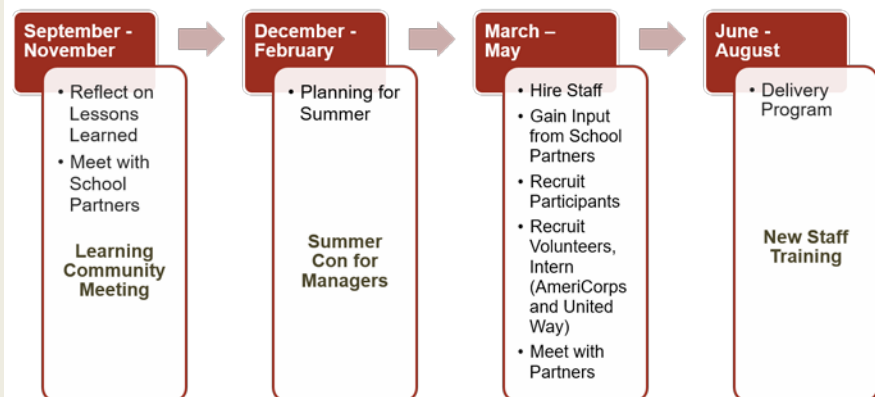 September -
November
• Reflect on
Lessons
Learned
• Meet with
School
Partners
Learning
Community
Meeting
December -
February
• Planning for
Summer
Summer
Con for
Managers
March –
May
• Hire Staff
• Gain Input
from School
Partners
• Recruit
Participants
• Recruit
Volunteers,
Intern
(AmeriCorps
and United
Way)
• Meet with
Partners
June -
August
• Delivery
Program
New Staff
Training